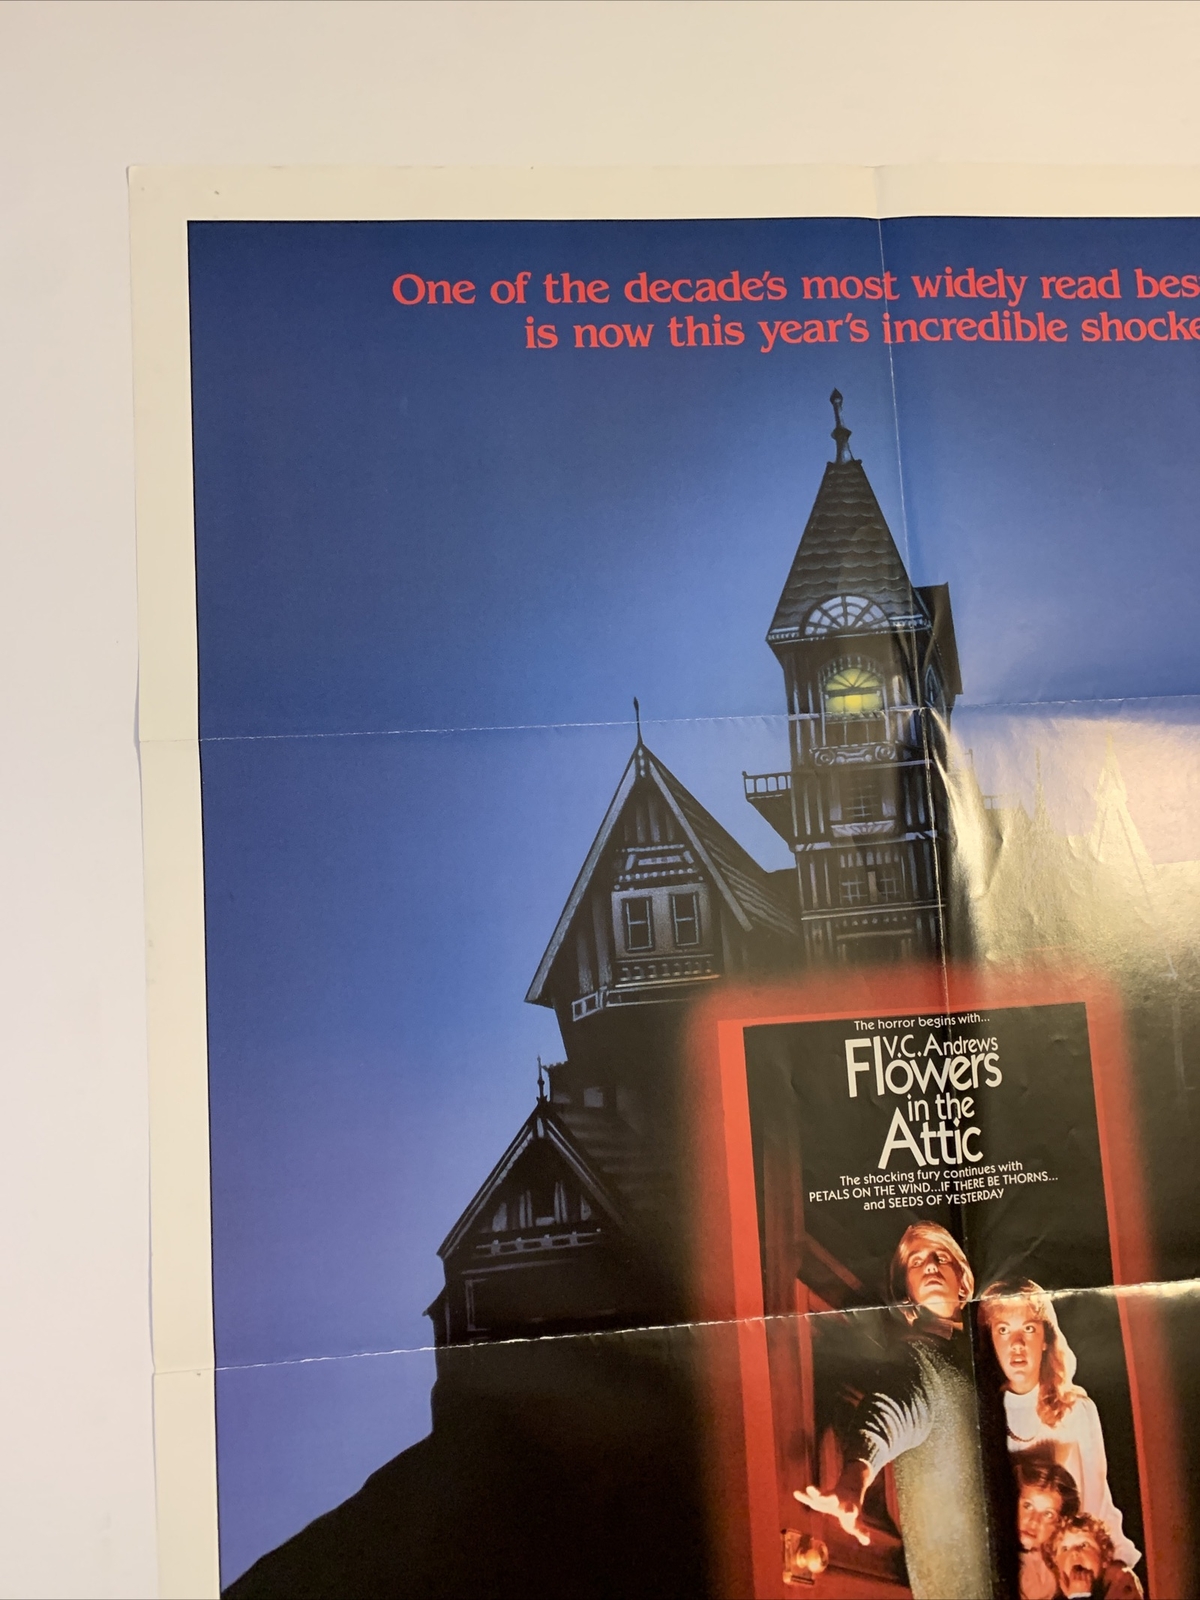 One of the decade's most widely read bes
is now this year's incredible shocke
The horror begins with...
V.C. Andrews
Flowers
in the
Attic
The shocking fury continues with
PETALS ON THE WIND...IF THERE BE THORNS...
and SEEDS OF YESTERDAY